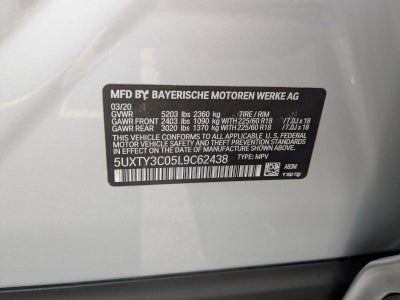 MFD BY BAYERISCHE MOTOREN WERKE AG
03/20
GVWR 5203 LBS 2360 kg TIRE / RIM
GAWR FRONT 2403 LBS 1090 kg WITH 225/60 R18 / 7.0J x 18
GAWR REAR 3020 LBS 1370 kg WITH 225/60 R18 / 7.0J x 18
THIS VEHICLE CONFORMS TO ALL APPLICABLE
U.S. FEDERAL MOTOR VEHICLE SAFETY STANDARDS IN
EFFECT ON THE DATE OF MANUFACTURE SHOWN ABOVE.
5UXTY3C05L9C62438 TYPE: MPV
A83M